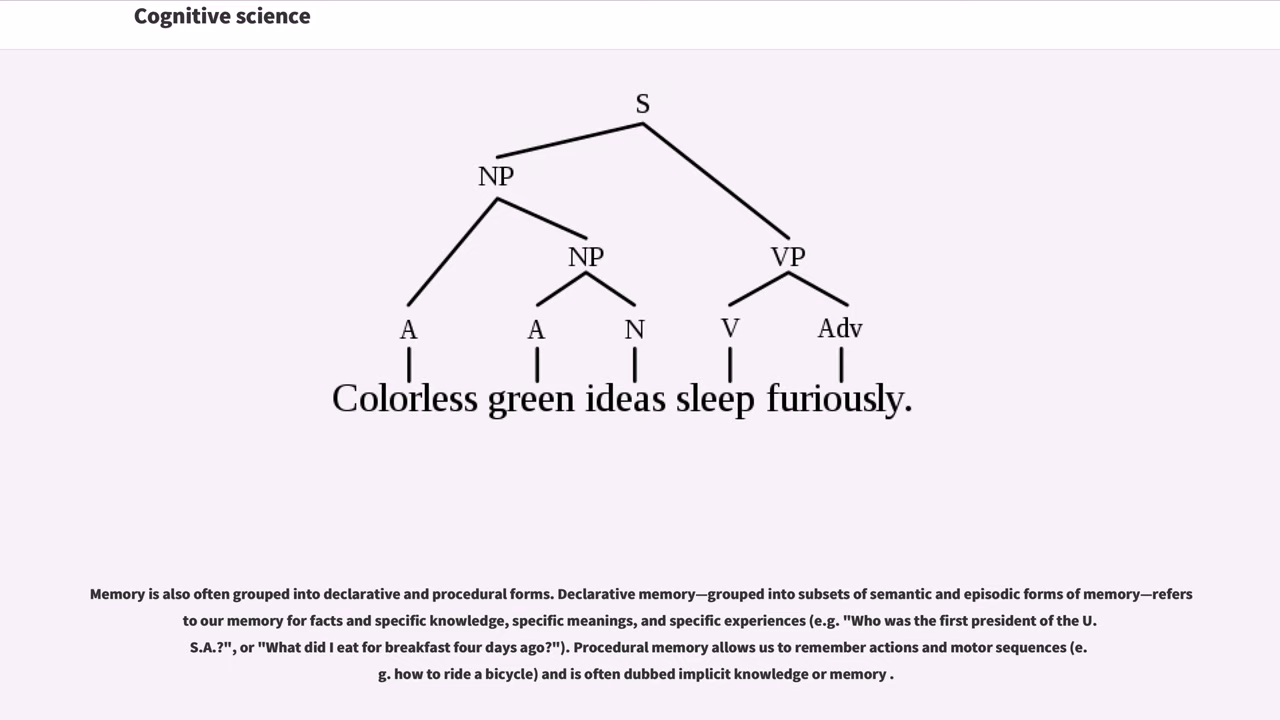 Cognitive science
S
NP
NP VP
A A N V Adv
Colorless green ideas sleep furiously.
Memory is also often grouped into declarative and procedural forms. Declarative memory—grouped into subsets of semantic and episodic forms of memory—refers
to our memory for facts and specific knowledge, specific meanings, and specific experiences (e.g. "Who was the first president of the U.
S.A.?", or "What did I eat for breakfast four days ago?"). Procedural memory allows us to remember actions and motor sequences (e.
g. how to ride a bicycle) and is often dubbed implicit knowledge or memory .